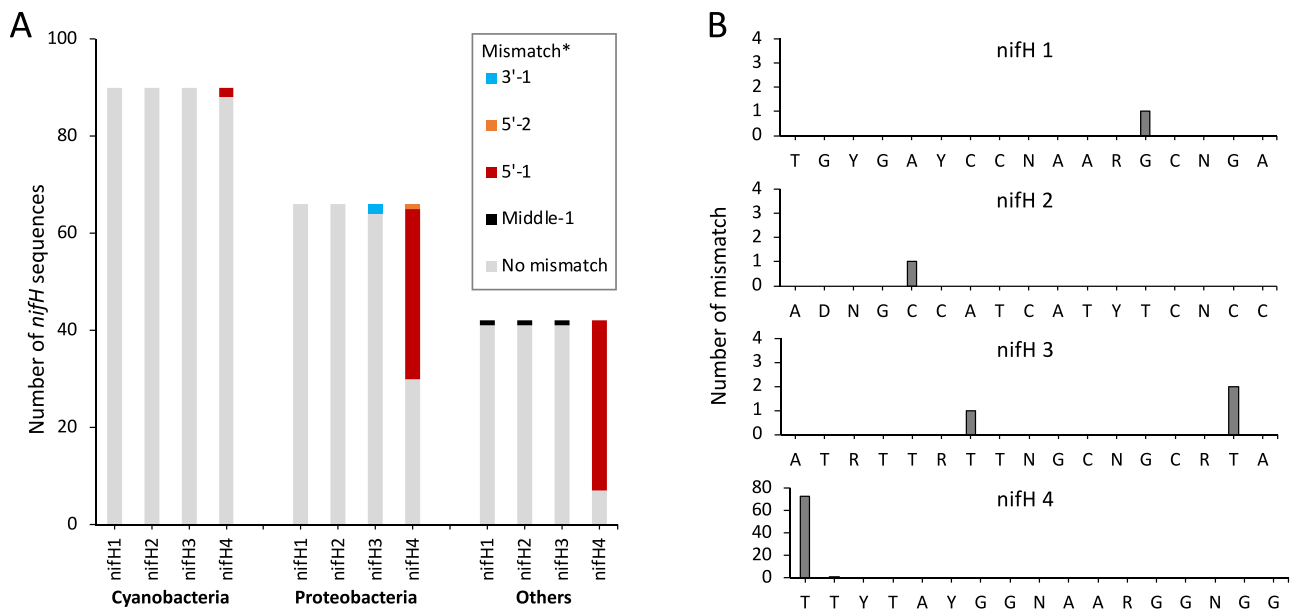 A
Number of nifH sequences
100
80
60
40
20
0
Mismatch*
3'-1
5'-2
5'-1
Middle-1
No mismatch
nifH1 nifH2 nifH3 nifH4 nifH1 nifH2 nifH3 nifH4 nifH1 nifH2 nifH3 nifH4
Cyanobacteria Proteobacteria Others
B
Number of mismatch
nifH 1
4
3
2
1
0
T G Y G A Y C C N A A R G C N G A
nifH 2
4
3
2
1
0
A D N G C C A T C A T Y T C N C C
nifH 3
4
3
2
1
0
A T R T T R T T N G C N G C R T A
nifH 4
80
60
40
20
0
T T Y T A Y G G N A A R G G N G G